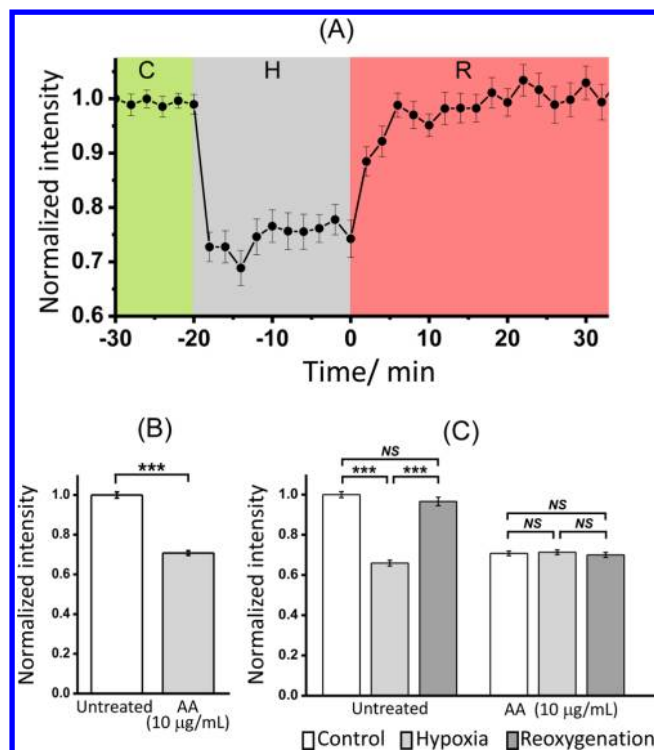 (A)
C H R
Normalized intensity
1.0
0.9
0.8
0.7
0.6
-30 -20 -10 0 10 20 30
Time/ min
(B)
***
Normalized intensity
1.0
0.8
0.6
0.4
0.2
0.0
Untreated AA
(10 µg/mL)
(C)
NS
*** ***
NS
NS NS
Normalized intensity
1.0
0.8
0.6
0.4
0.2
0.0
Untreated AA (10 µg/mL)
Control Hypoxia Reoxygenation